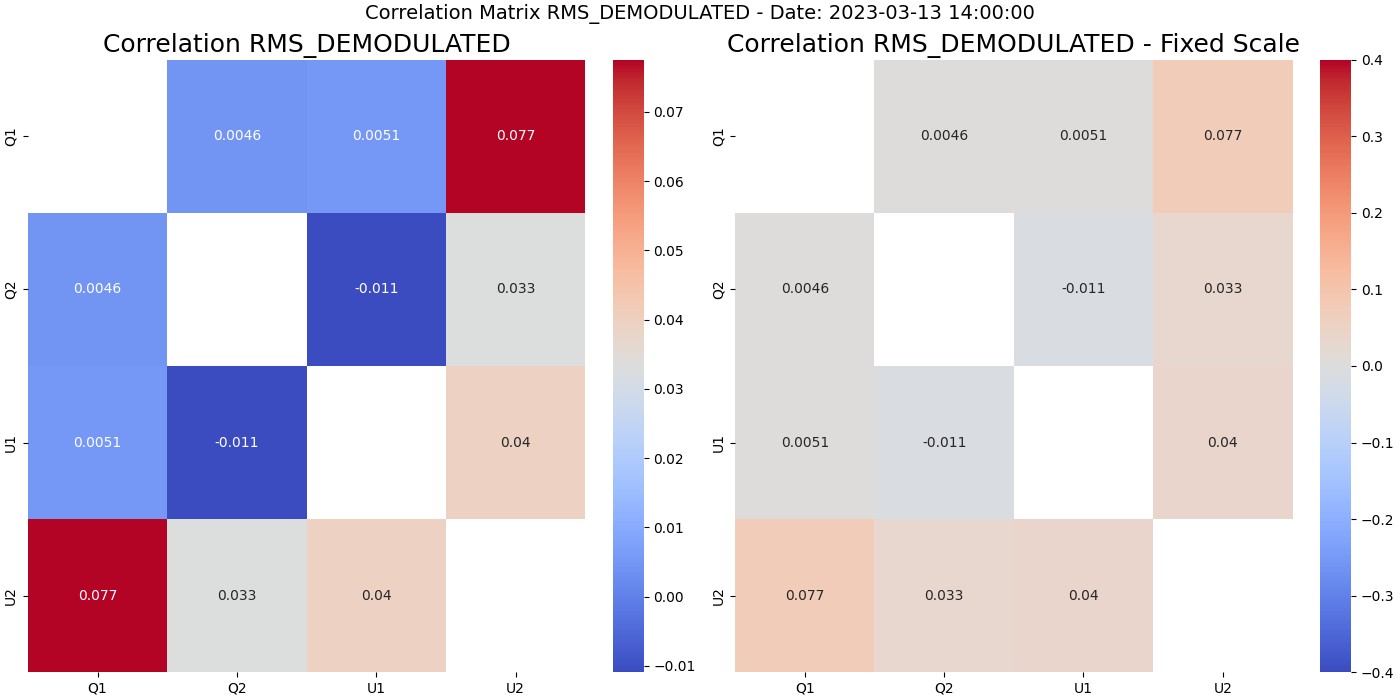 Correlation Matrix RMS_DEMODULATED - Date: 2023-03-13 14:00:00
Correlation RMS_DEMODULATED
Q1
0.0046
0.0051
0.077
Q2
0.0046
-0.011
0.033
U1
0.0051
-0.011
0.04
U2
0.077
0.033
0.04
Q1
Q2
U1
U2
0.07
0.06
0.05
0.04
0.03
0.02
0.01
0.00
−0.01
Correlation RMS_DEMODULATED - Fixed Scale
Q1
0.0046
0.0051
0.077
Q2
0.0046
-0.011
0.033
U1
0.0051
-0.011
0.04
U2
0.077
0.033
0.04
Q1
Q2
U1
U2
0.4
0.3
0.2
0.1
0.0
−0.1
−0.2
−0.3
−0.4